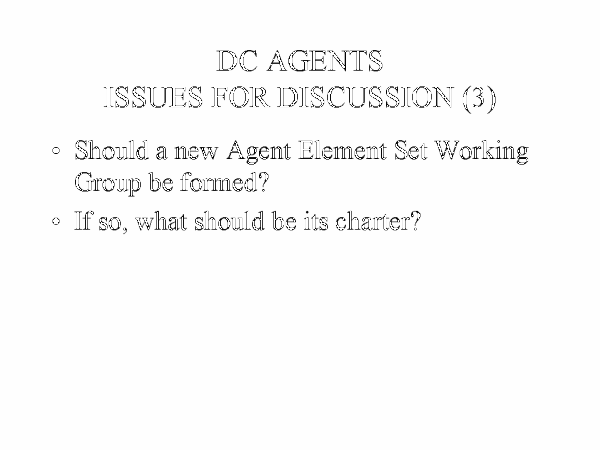 DC AGENTS
ISSUES FOR DISCUSSION (3)
• Should a new Agent Element Set Working
Group be formed?
• If so, what should be its charter?